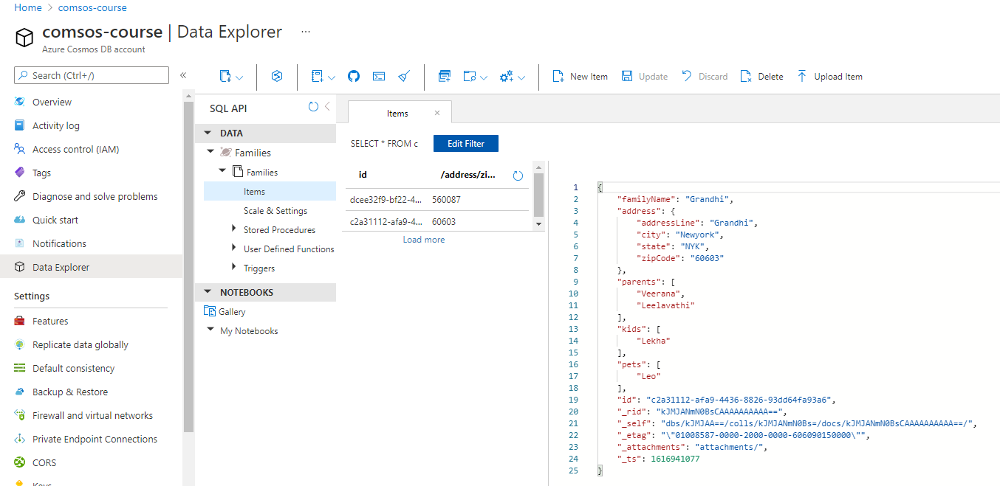 Home > comsos-course
comsos-course | Data Explorer ...
Azure Cosmos DB account
Search (Ctrl+/)
«
Overview
Activity log
Access control (IAM)
Tags
Diagnose and solve problems
Quick start
Notifications
Data Explorer
Settings
Features
Replicate data globally
Default consistency
Backup & Restore
Firewall and virtual networks
Private Endpoint Connections
CORS
Keys
New Item
Update
Discard
Delete
Upload Item
SQL API
DATA
Families
Families
Items
Scale & Settings
Stored Procedures
User Defined Functions
Triggers
NOTEBOOKS
Gallery
My Notebooks
Items ×
SELECT * FROM c Edit Filter
id /address/zi...
dcee32f9-bf22-4... 560087
c2a31112-afa9-4... 60603
Load more
1 {
2 "familyName": "Grandhi",
3 "address": {
4 "addressLine": "Grandhi",
5 "city": "Newyork",
6 "state": "NYK",
7 "zipCode": "60603"
8 },
9 "parents": [
10 "Veerana",
11 "Leelavathi"
12 ],
13 "kids": [
14 "Lekha"
15 ],
16 "pets": [
17 "Leo"
18 ],
19 "id": "c2a31112-afa9-4436-8826-93dd64fa93a6",
20 "_rid": "kJMJANmN0BsCAAAAAAAAAA==",
21 "_self": "dbs/kJMJAA==/colls/kJMJANmN0Bs=/docs/kJMJANmN0BsCAAAAAAAAAA==/",
22 "_etag": "\"01008587-0000-2000-0000-606090150000\"",
23 "_attachments": "attachments/",
24 "_ts": 1616941077
25 }